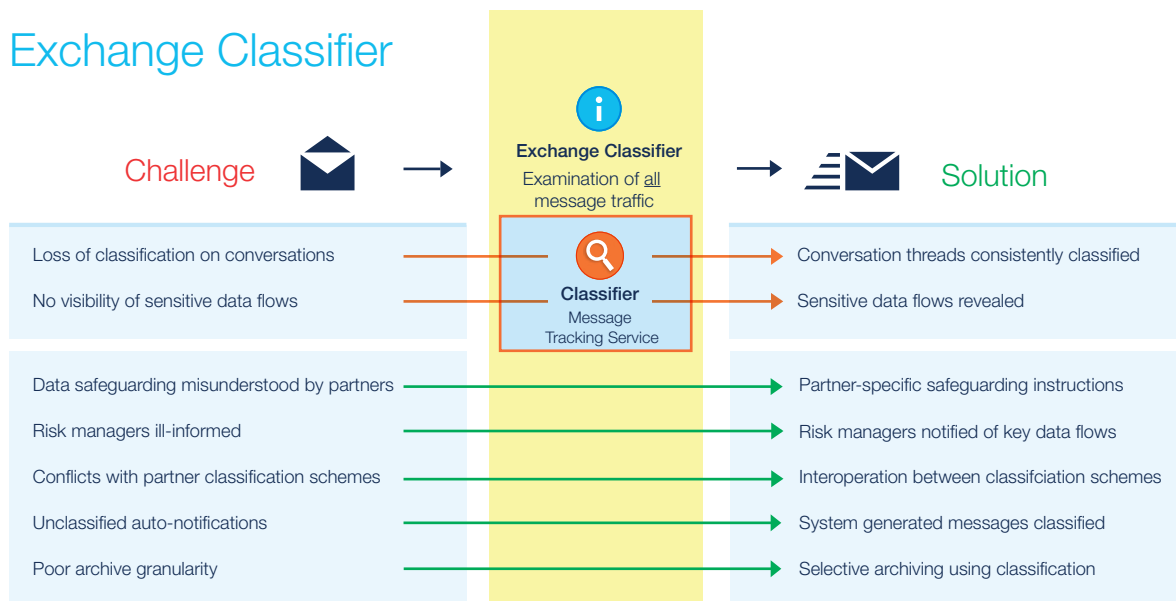 Exchange Classifier
Challenge
i
Exchange Classifier
Examination of all
message traffic
Solution
Loss of classification on conversations
Conversation threads consistently classified
No visibility of sensitive data flows
Classifier
Message
Tracking Service
Sensitive data flows revealed
Data safeguarding misunderstood by partners
Partner-specific safeguarding instructions
Risk managers ill-informed
Risk managers notified of key data flows
Conflicts with partner classification schemes
Interoperation between classifciation schemes
Unclassified auto-notifications
System generated messages classified
Poor archive granularity
Selective archiving using classification